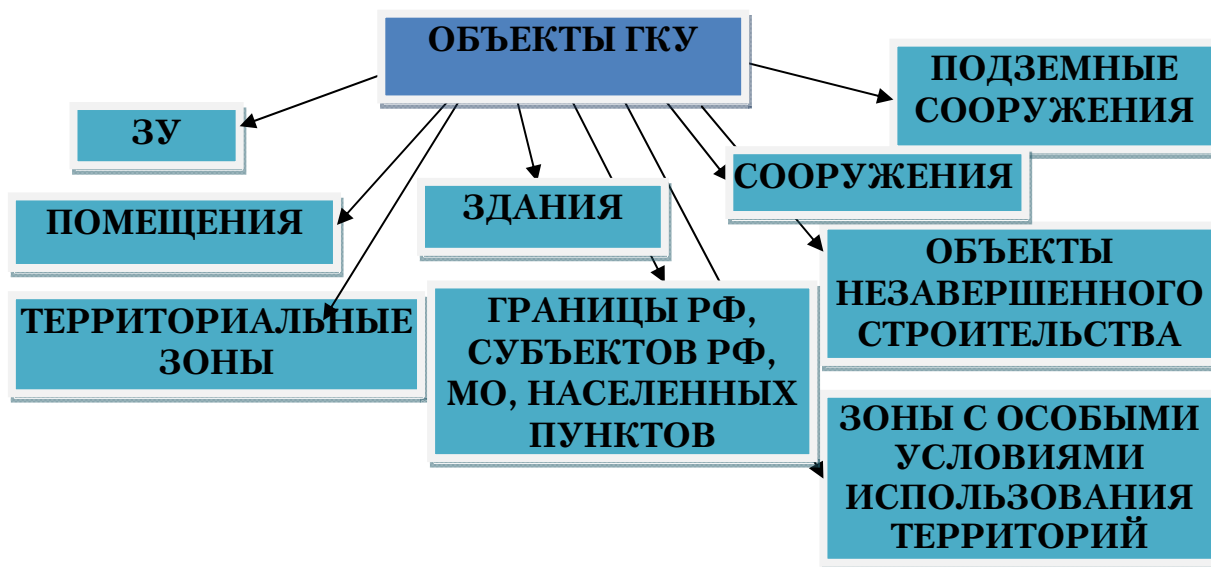 ОБЪЕКТЫ ГКУ
ПОДЗЕМНЫЕ
СООРУЖЕНИЯ
ЗУ
СООРУЖЕНИЯ
ПОМЕЩЕНИЯ
ЗДАНИЯ
ОБЪЕКТЫ
НЕЗАВЕРШЕННОГО
СТРОИТЕЛЬСТВА
ТЕРРИТОРИАЛЬНЫЕ
ЗОНЫ
ГРАНИЦЫ РФ,
СУБЪЕКТОВ РФ,
МО, НАСЕЛЕННЫХ
ПУНКТОВ
ЗОНЫ С ОСОБЫМИ
УСЛОВИЯМИ
ИСПОЛЬЗОВАНИЯ
ТЕРРИТОРИЙ